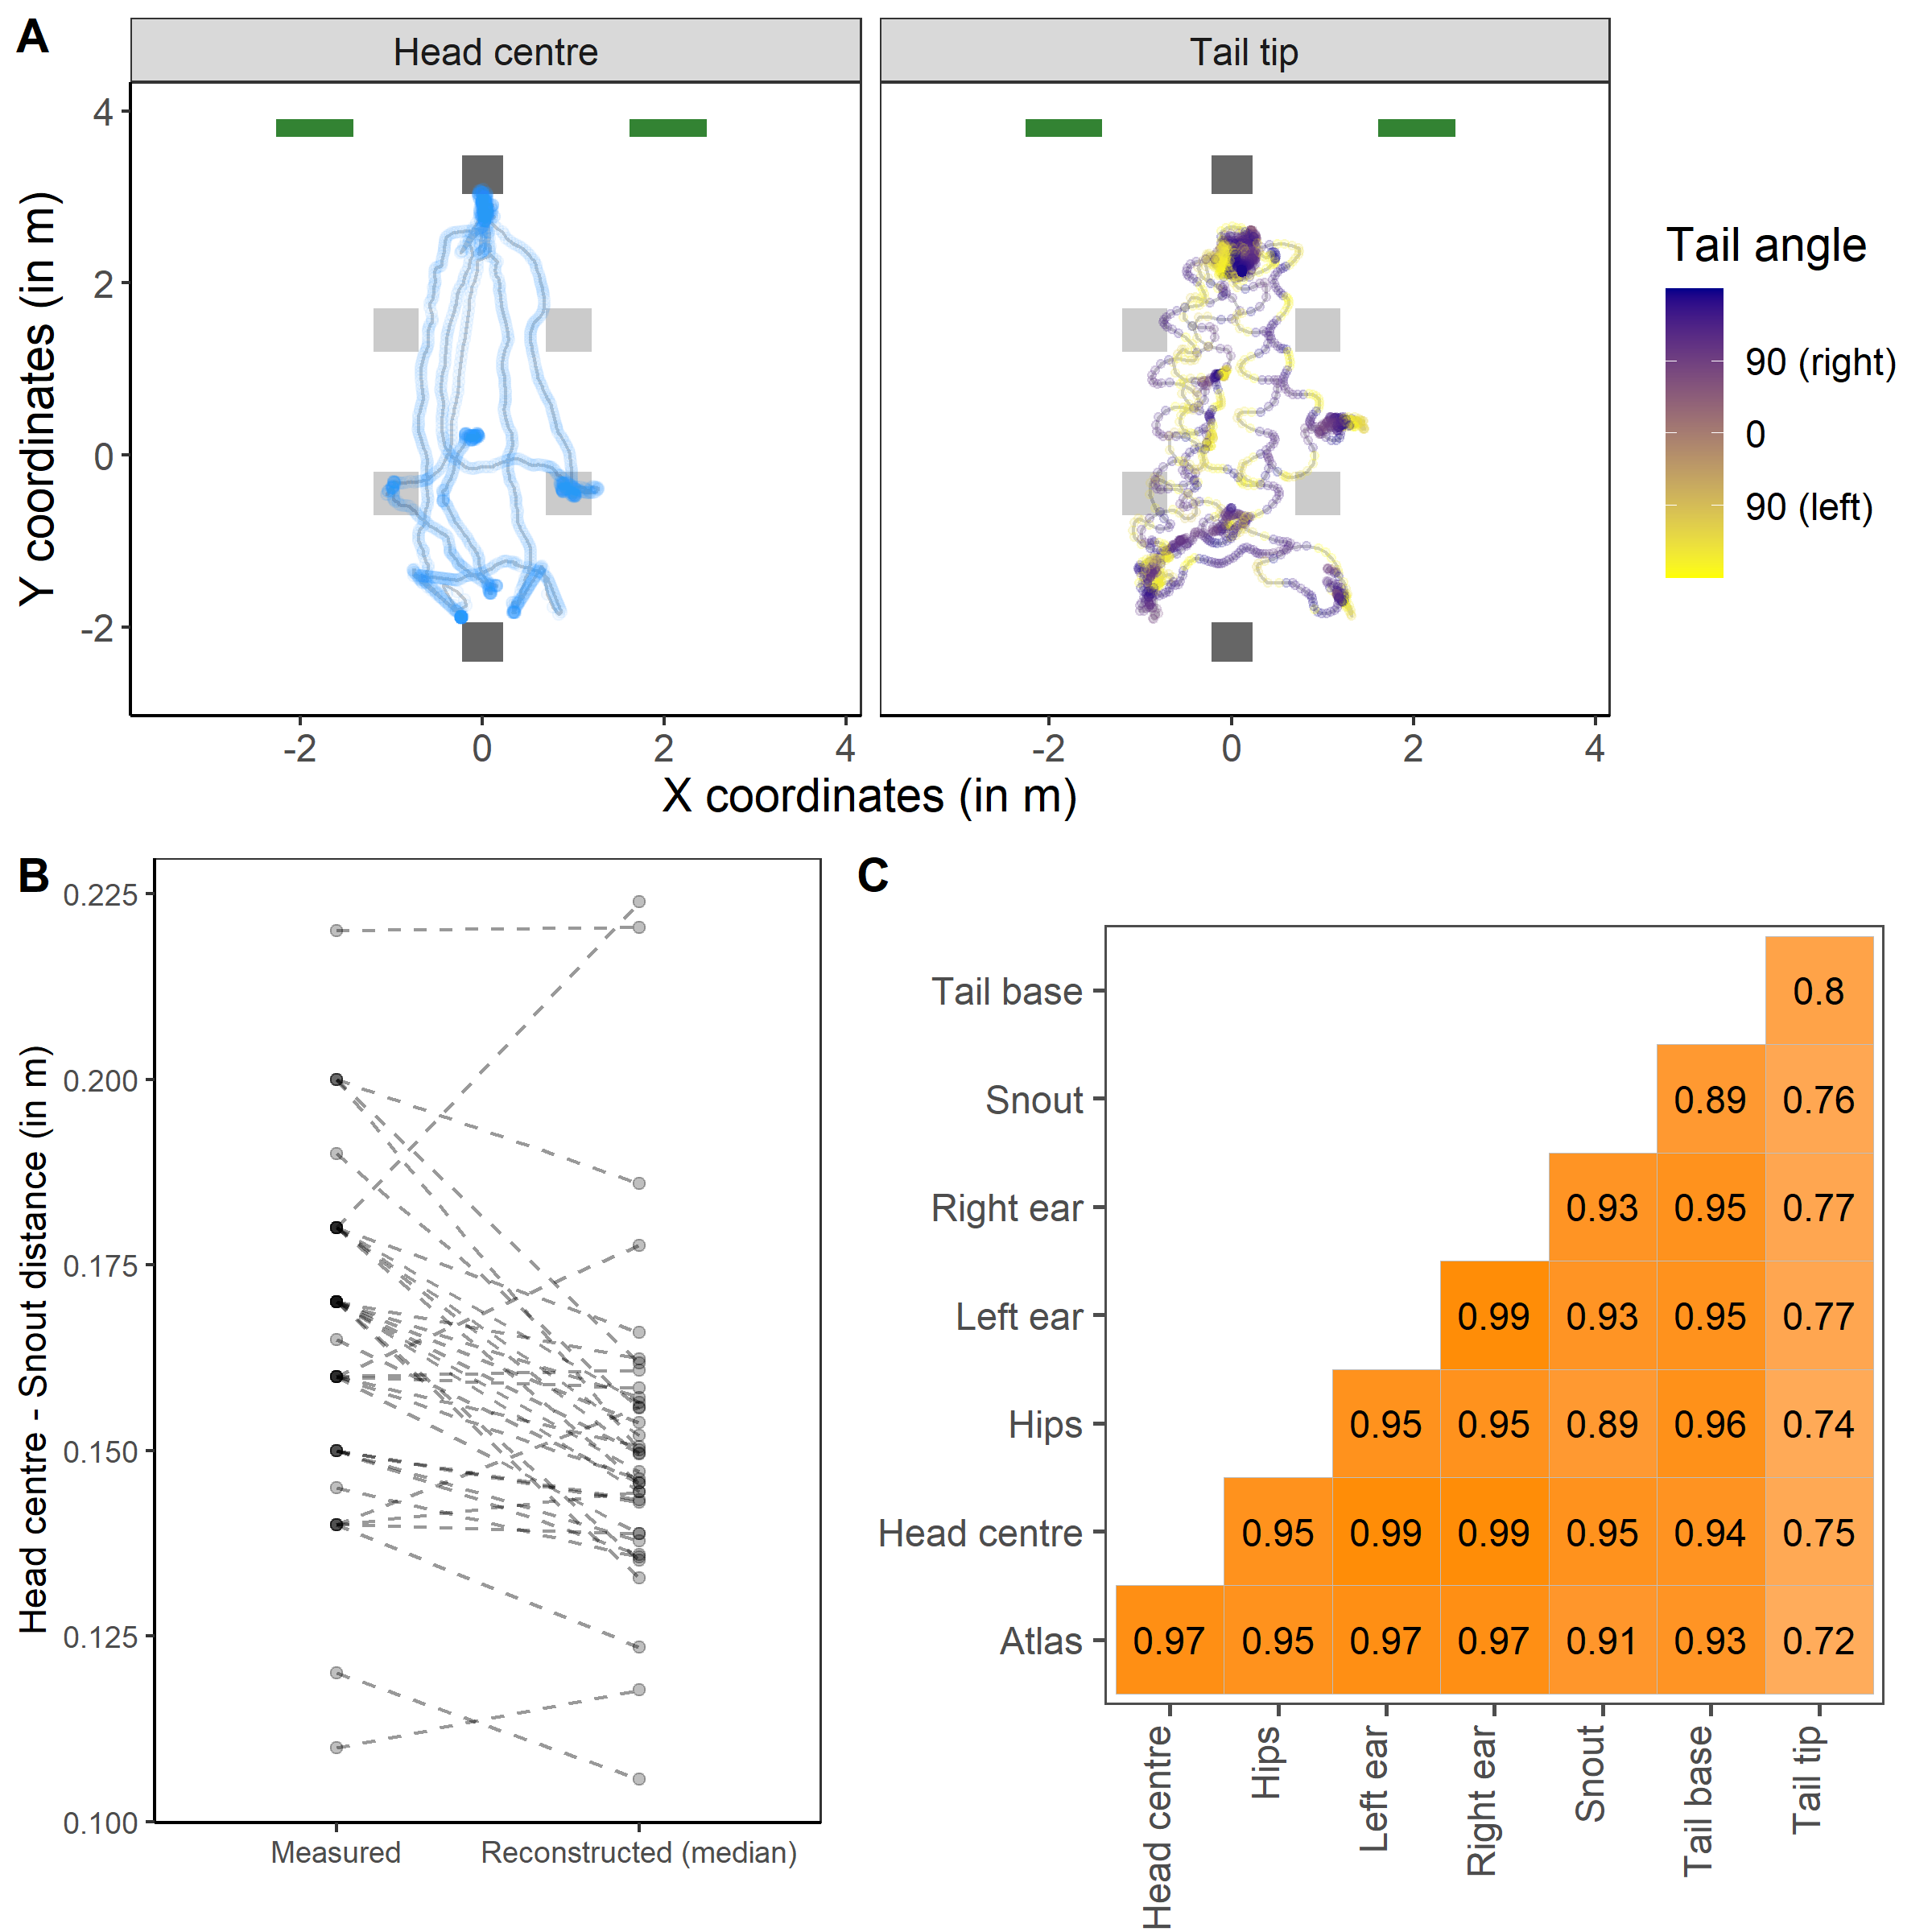 A
Head centre
Tail tip
Y coordinates (in m)
4
2
0
-2
-2
0
2
4
-2
0
2
4
X coordinates (in m)
Tail angle
90 (right)
0
90 (left)
B
Head centre - Snout distance (in m)
0.225
0.200
0.175
0.150
0.125
0.100
Measured
Reconstructed (median)
C
Tail base
0.8
Snout
0.89 0.76
Right ear
0.93 0.95 0.77
Left ear
0.99 0.93 0.95 0.77
Hips
0.95 0.95 0.89 0.96 0.74
Head centre
0.95 0.99 0.99 0.95 0.94 0.75
Atlas
0.97 0.95 0.97 0.97 0.91 0.93 0.72
Head centre
Hips
Left ear
Right ear
Snout
Tail base
Tail tip